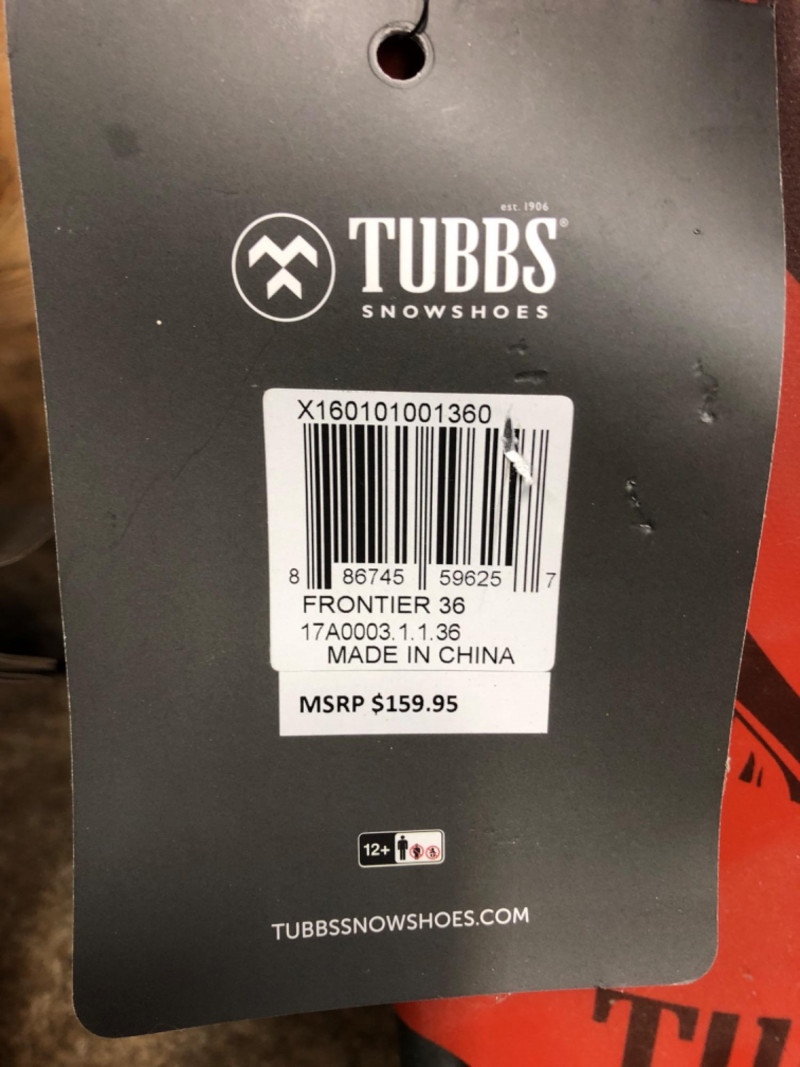 est. 1906
TUBBS®
SNOWSHOES
X160101001360
8 86745 59625 7
FRONTIER 36
17A0003.1.1.36
MADE IN CHINA
MSRP $159.95
12+
TUBBSSNOWSHOES.COM
TU